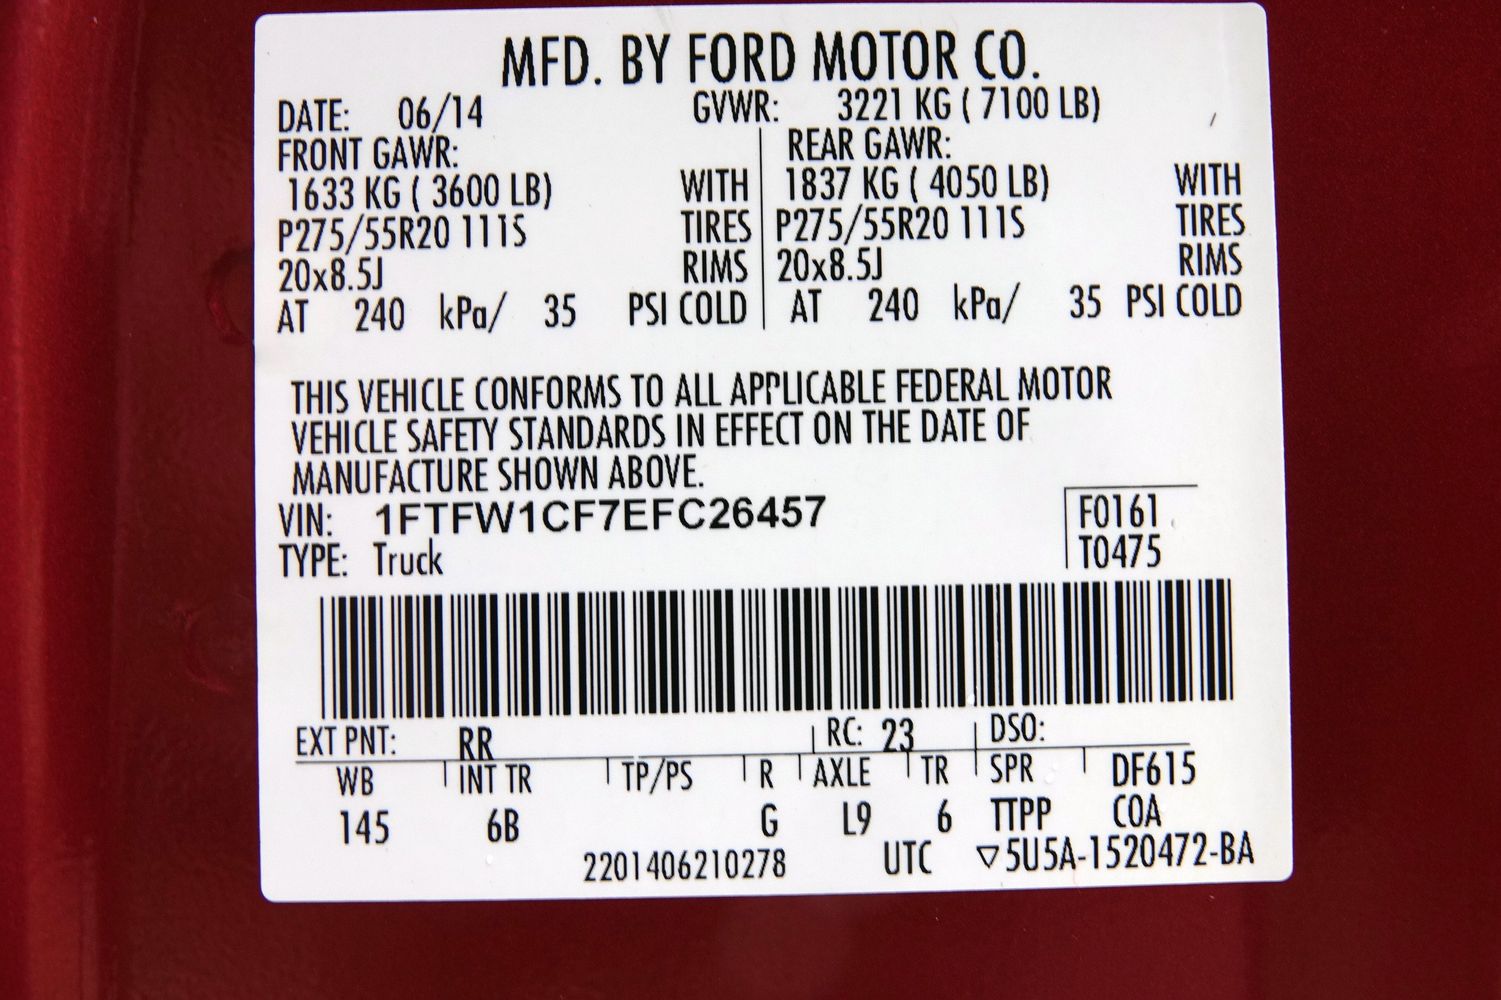 MFD. BY FORD MOTOR CO.
DATE: 06/14 GVWR: 3221 KG ( 7100 LB)
FRONT GAWR: REAR GAWR:
1633 KG ( 3600 LB) WITH 1837 KG ( 4050 LB) WITH
P275/55R20 111S TIRES P275/55R20 111S TIRES
20x8.5J RIMS 20x8.5J RIMS
AT 240 kPa/ 35 PSI COLD AT 240 kPa/ 35 PSI COLD
THIS VEHICLE CONFORMS TO ALL APPLICABLE FEDERAL MOTOR
VEHICLE SAFETY STANDARDS IN EFFECT ON THE DATE OF
MANUFACTURE SHOWN ABOVE.
VIN: 1FTFW1CF7EFC26457 F0161
TYPE: Truck T0475
EXT PNT: RR RC: 23 DSO:
WB INT TR TP/PS R AXLE TR SPR DF615
145 6B G L9 6 TTPP COA
2201406210278 UTC ▽5U5A-1520472-BA